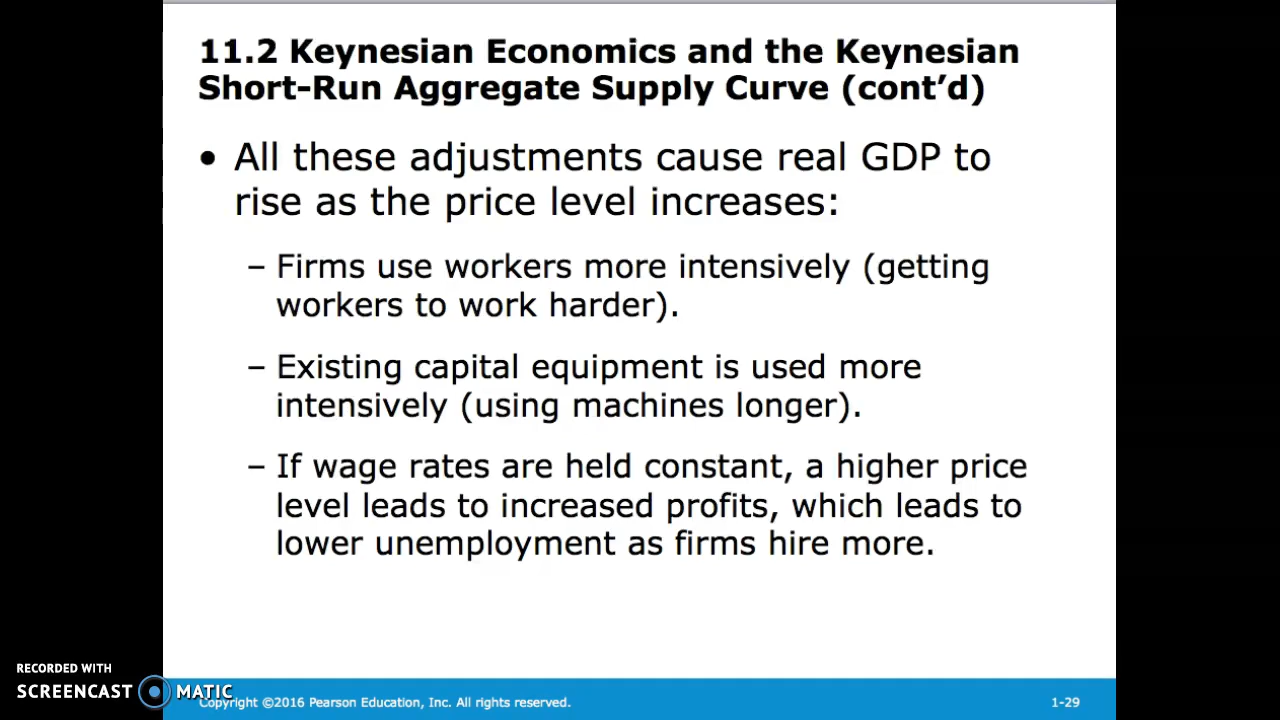 11.2 Keynesian Economics and the Keynesian
Short-Run Aggregate Supply Curve (cont’d)
• All these adjustments cause real GDP to
rise as the price level increases:
– Firms use workers more intensively (getting
workers to work harder).
– Existing capital equipment is used more
intensively (using machines longer).
– If wage rates are held constant, a higher price
level leads to increased profits, which leads to
lower unemployment as firms hire more.
RECORDED WITH
SCREENCAST MATIC
Copyright ©2016 Pearson Education, Inc. All rights reserved.
1-29